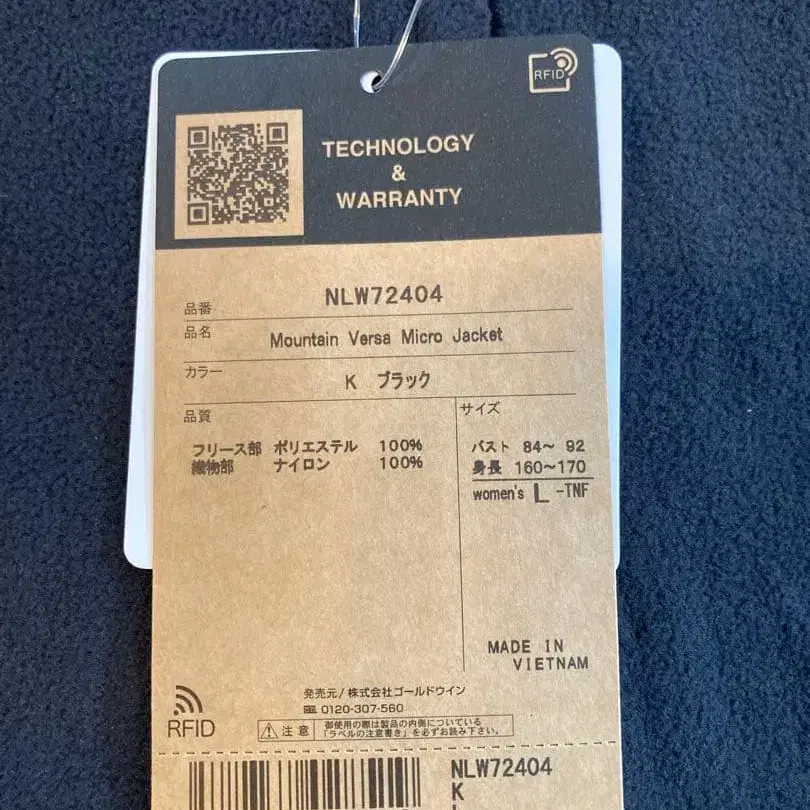 RFID
TECHNOLOGY
&
WARRANTY
品番 NLW72404
品名 Mountain Versa Micro Jacket
カラー K ブラック
品質
フリース部 ポリエステル 100%
織物部 ナイロン 100%
サイズ
バスト 84～ 92
身長 160～170
women's L -TNF
MADE IN
VIETNAM
発売元/株式会社ゴールドウイン
0120-307-560
RFID
注意
御使用の際は製品の内側についている
「ラベルの注意書き」を必ずお読み下さい。
NLW72404
K